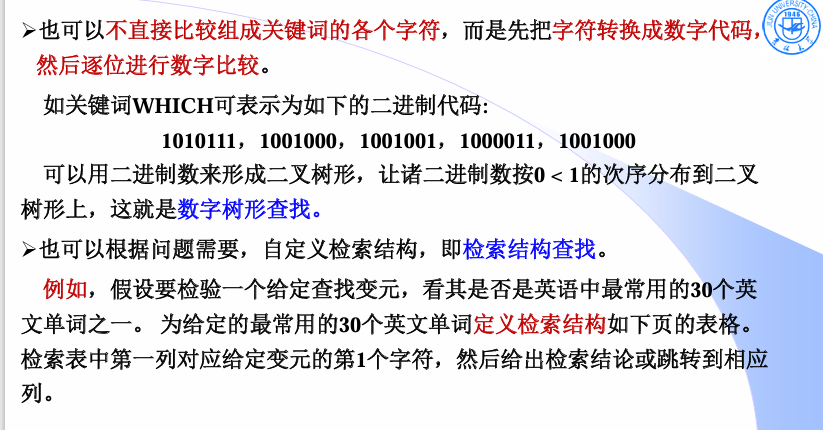 ➢也可以不直接比较组成关键词的各个字符，而是先把字符转换成数字代码，
然后逐位进行数字比较。
如关键词WHICH可表示为如下的二进制代码:
1010111，1001000，1001001，1000011，1001000
可以用二进制数来形成二叉树形，让诸二进制数按0 < 1的次序分布到二叉
树形上，这就是数字树形查找。
➢也可以根据问题需要，自定义检索结构，即检索结构查找。
例如，假设要检验一个给定查找变元，看其是否是英语中最常用的30个英
文单词之一。 为给定的最常用的30个英文单词定义检索结构如下页的表格。
检索表中第一列对应给定变元的第1个字符，然后给出检索结论或跳转到相应
列。
1946